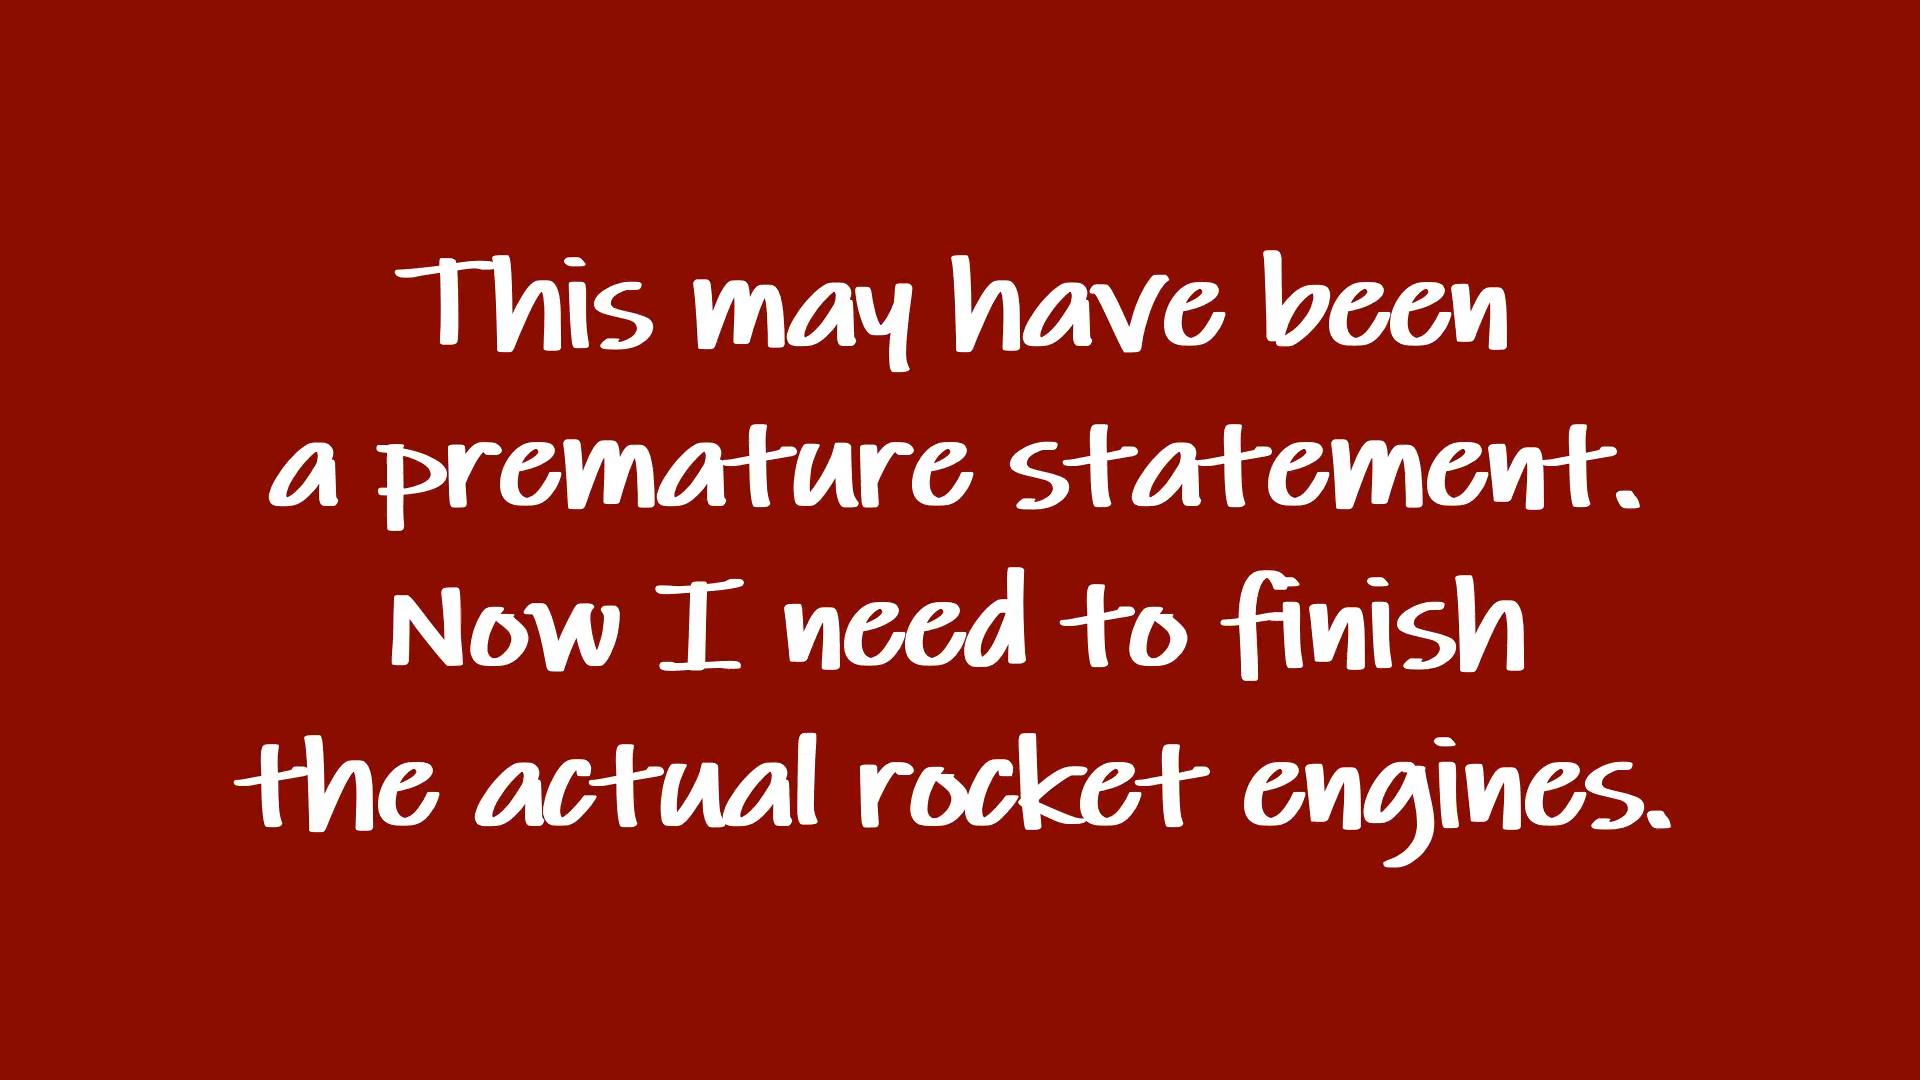 This may have been
a premature statement.
Now I need to finish
the actual rocket engines.